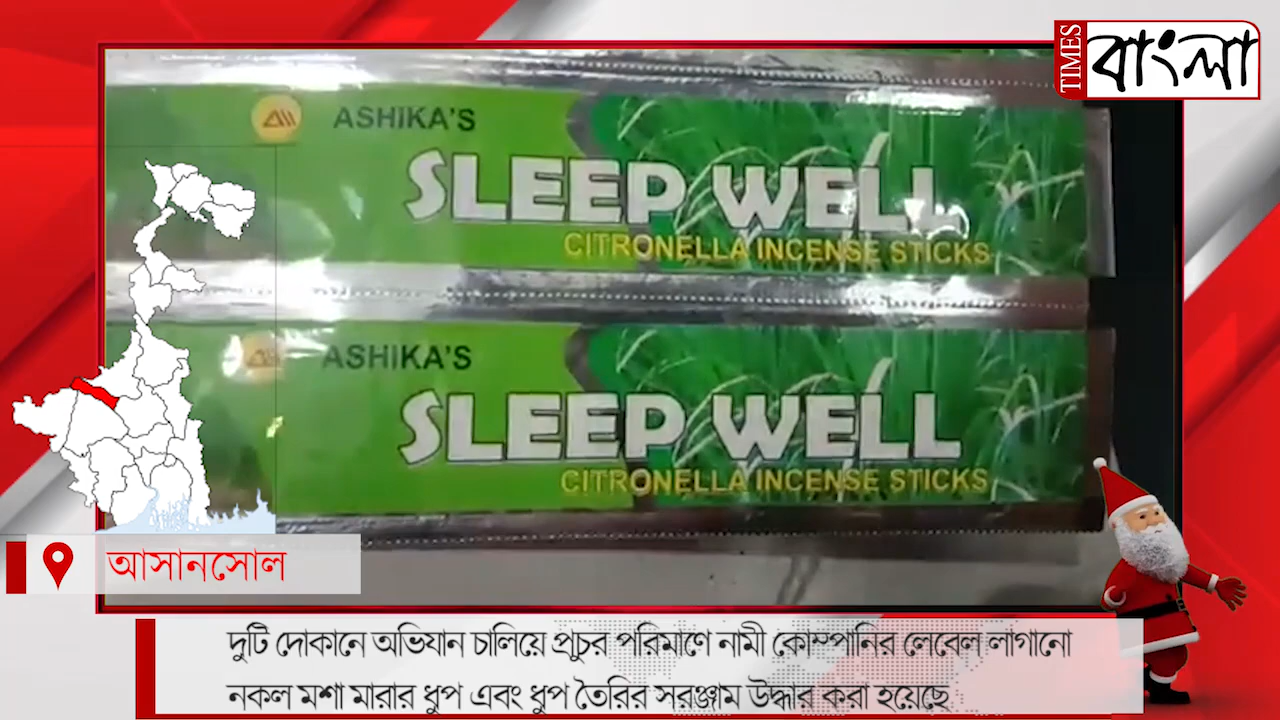 TIMES
বাংলা
ASHIKA'S
SLEEP WELL
CITRONELLA INCENSE STICKS
ASHIKA'S
SLEEP WELL
CITRONELLA INCENSE STICKS
আসানসোল
দুটি দোকানে অভিযান চালিয়ে প্রচুর পরিমাণে নামী কোম্পানির লেবেল লাগানো
নকল মশা মারার ধুপ এবং ধুপ তৈরির সরঞ্জাম উদ্ধার করা হয়েছে